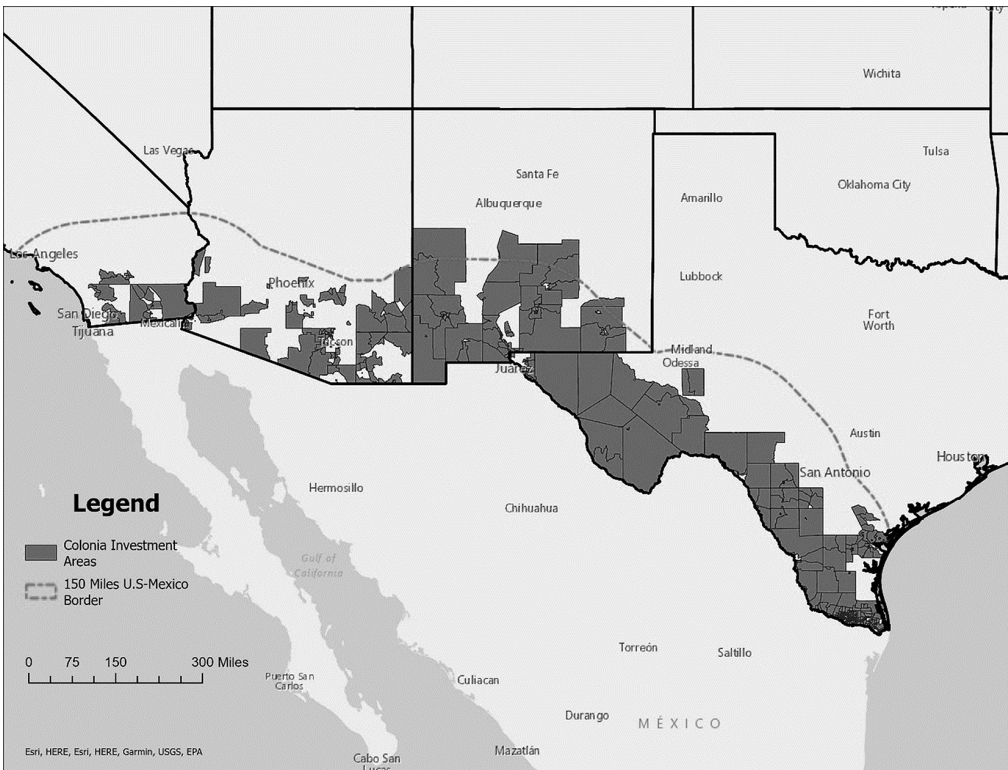 City
Wichita
Las Vegas
Tulsa
Santa Fe
Oklahoma City
Amarillo
Albuquerque
Los Angeles
Lubbock
Phoenix
San Diego
Mexicali
Fort
Worth
Tijuana
Tucson
Midland
Odessa
Juárez
Austin
Houston
San Antonio
Hermosillo
Chihuahua
Legend
Colonia Investment
Areas
150 Miles U.S-Mexico
Border
Gulf of
California
Torreón
Saltillo
0 75 150 300 Miles
Puerto San
Carlos
Culiacan
Durango
MÉXICO
Esri, HERE, Esri, HERE, Garmin, USGS, EPA
Mazatlán
Cabo San
Lucas